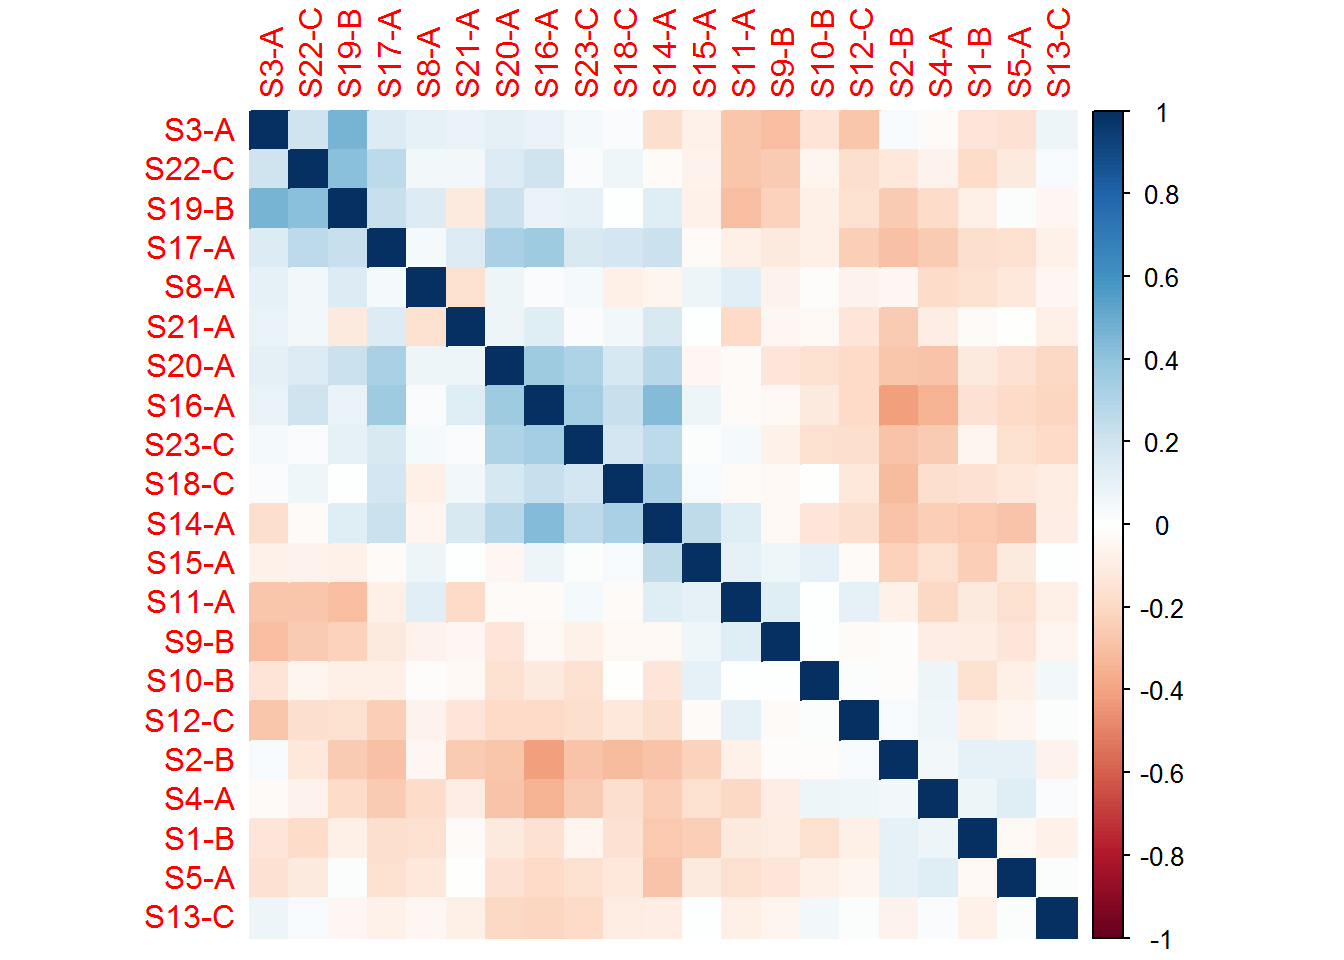 S3-A S22-C S19-B S17-A S8-A S21-A S20-A S16-A S23-C S18-C S14-A S15-A S11-A S9-B S10-B S12-C S2-B S4-A S1-B S5-A S13-C
S3-A
S22-C
S19-B
S17-A
S8-A
S21-A
S20-A
S16-A
S23-C
S18-C
S14-A
S15-A
S11-A
S9-B
S10-B
S12-C
S2-B
S4-A
S1-B
S5-A
S13-C
1
0.8
0.6
0.4
0.2
0
-0.2
-0.4
-0.6
-0.8
-1